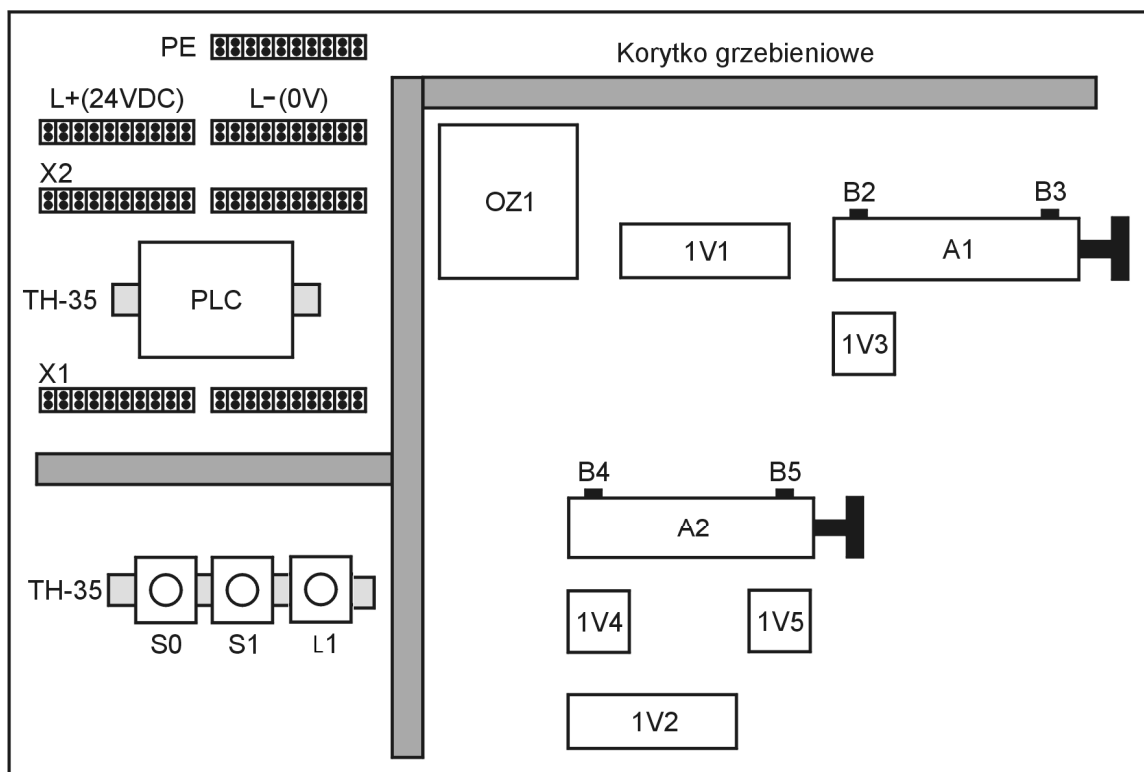 PE
Korytko grzebieniowe
L+(24VDC) L-(0V)
X2
OZ1
B2 B3
1V1
A1
TH-35
PLC
1V3
X1
B4 B5
A2
TH-35
1V4 1V5
S0 S1 L1
1V2